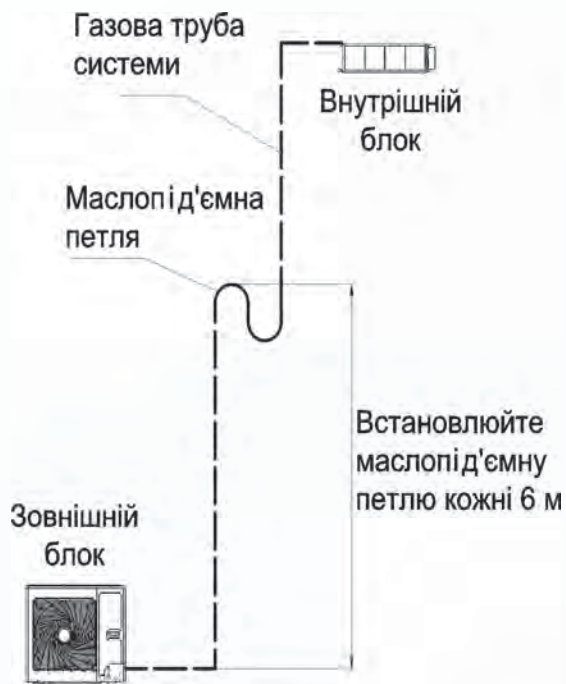 Газова труба
системи
Внутрішній
блок
Маслопід'ємна
петля
Встановлюйте
маслопід'ємну
петлю кожні 6 м
Зовнішній
блок